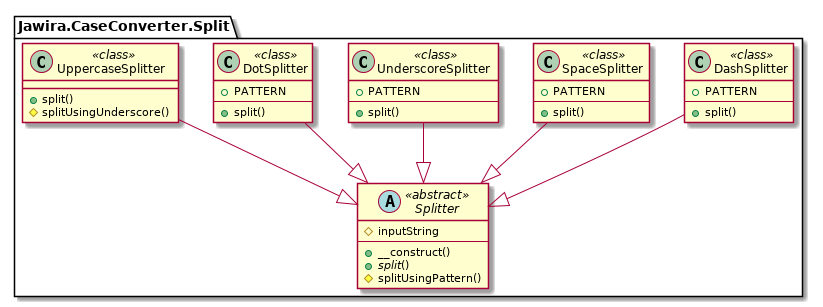 Jawira.CaseConverter.Split
C «class»
UppercaseSplitter
split()
splitUsingUnderscore()
C «class»
DotSplitter
PATTERN
split()
C «class»
UnderscoreSplitter
PATTERN
split()
C «class»
SpaceSplitter
PATTERN
split()
C «class»
DashSplitter
PATTERN
split()
A «abstract»
Splitter
inputString
__construct()
split()
splitUsingPattern()